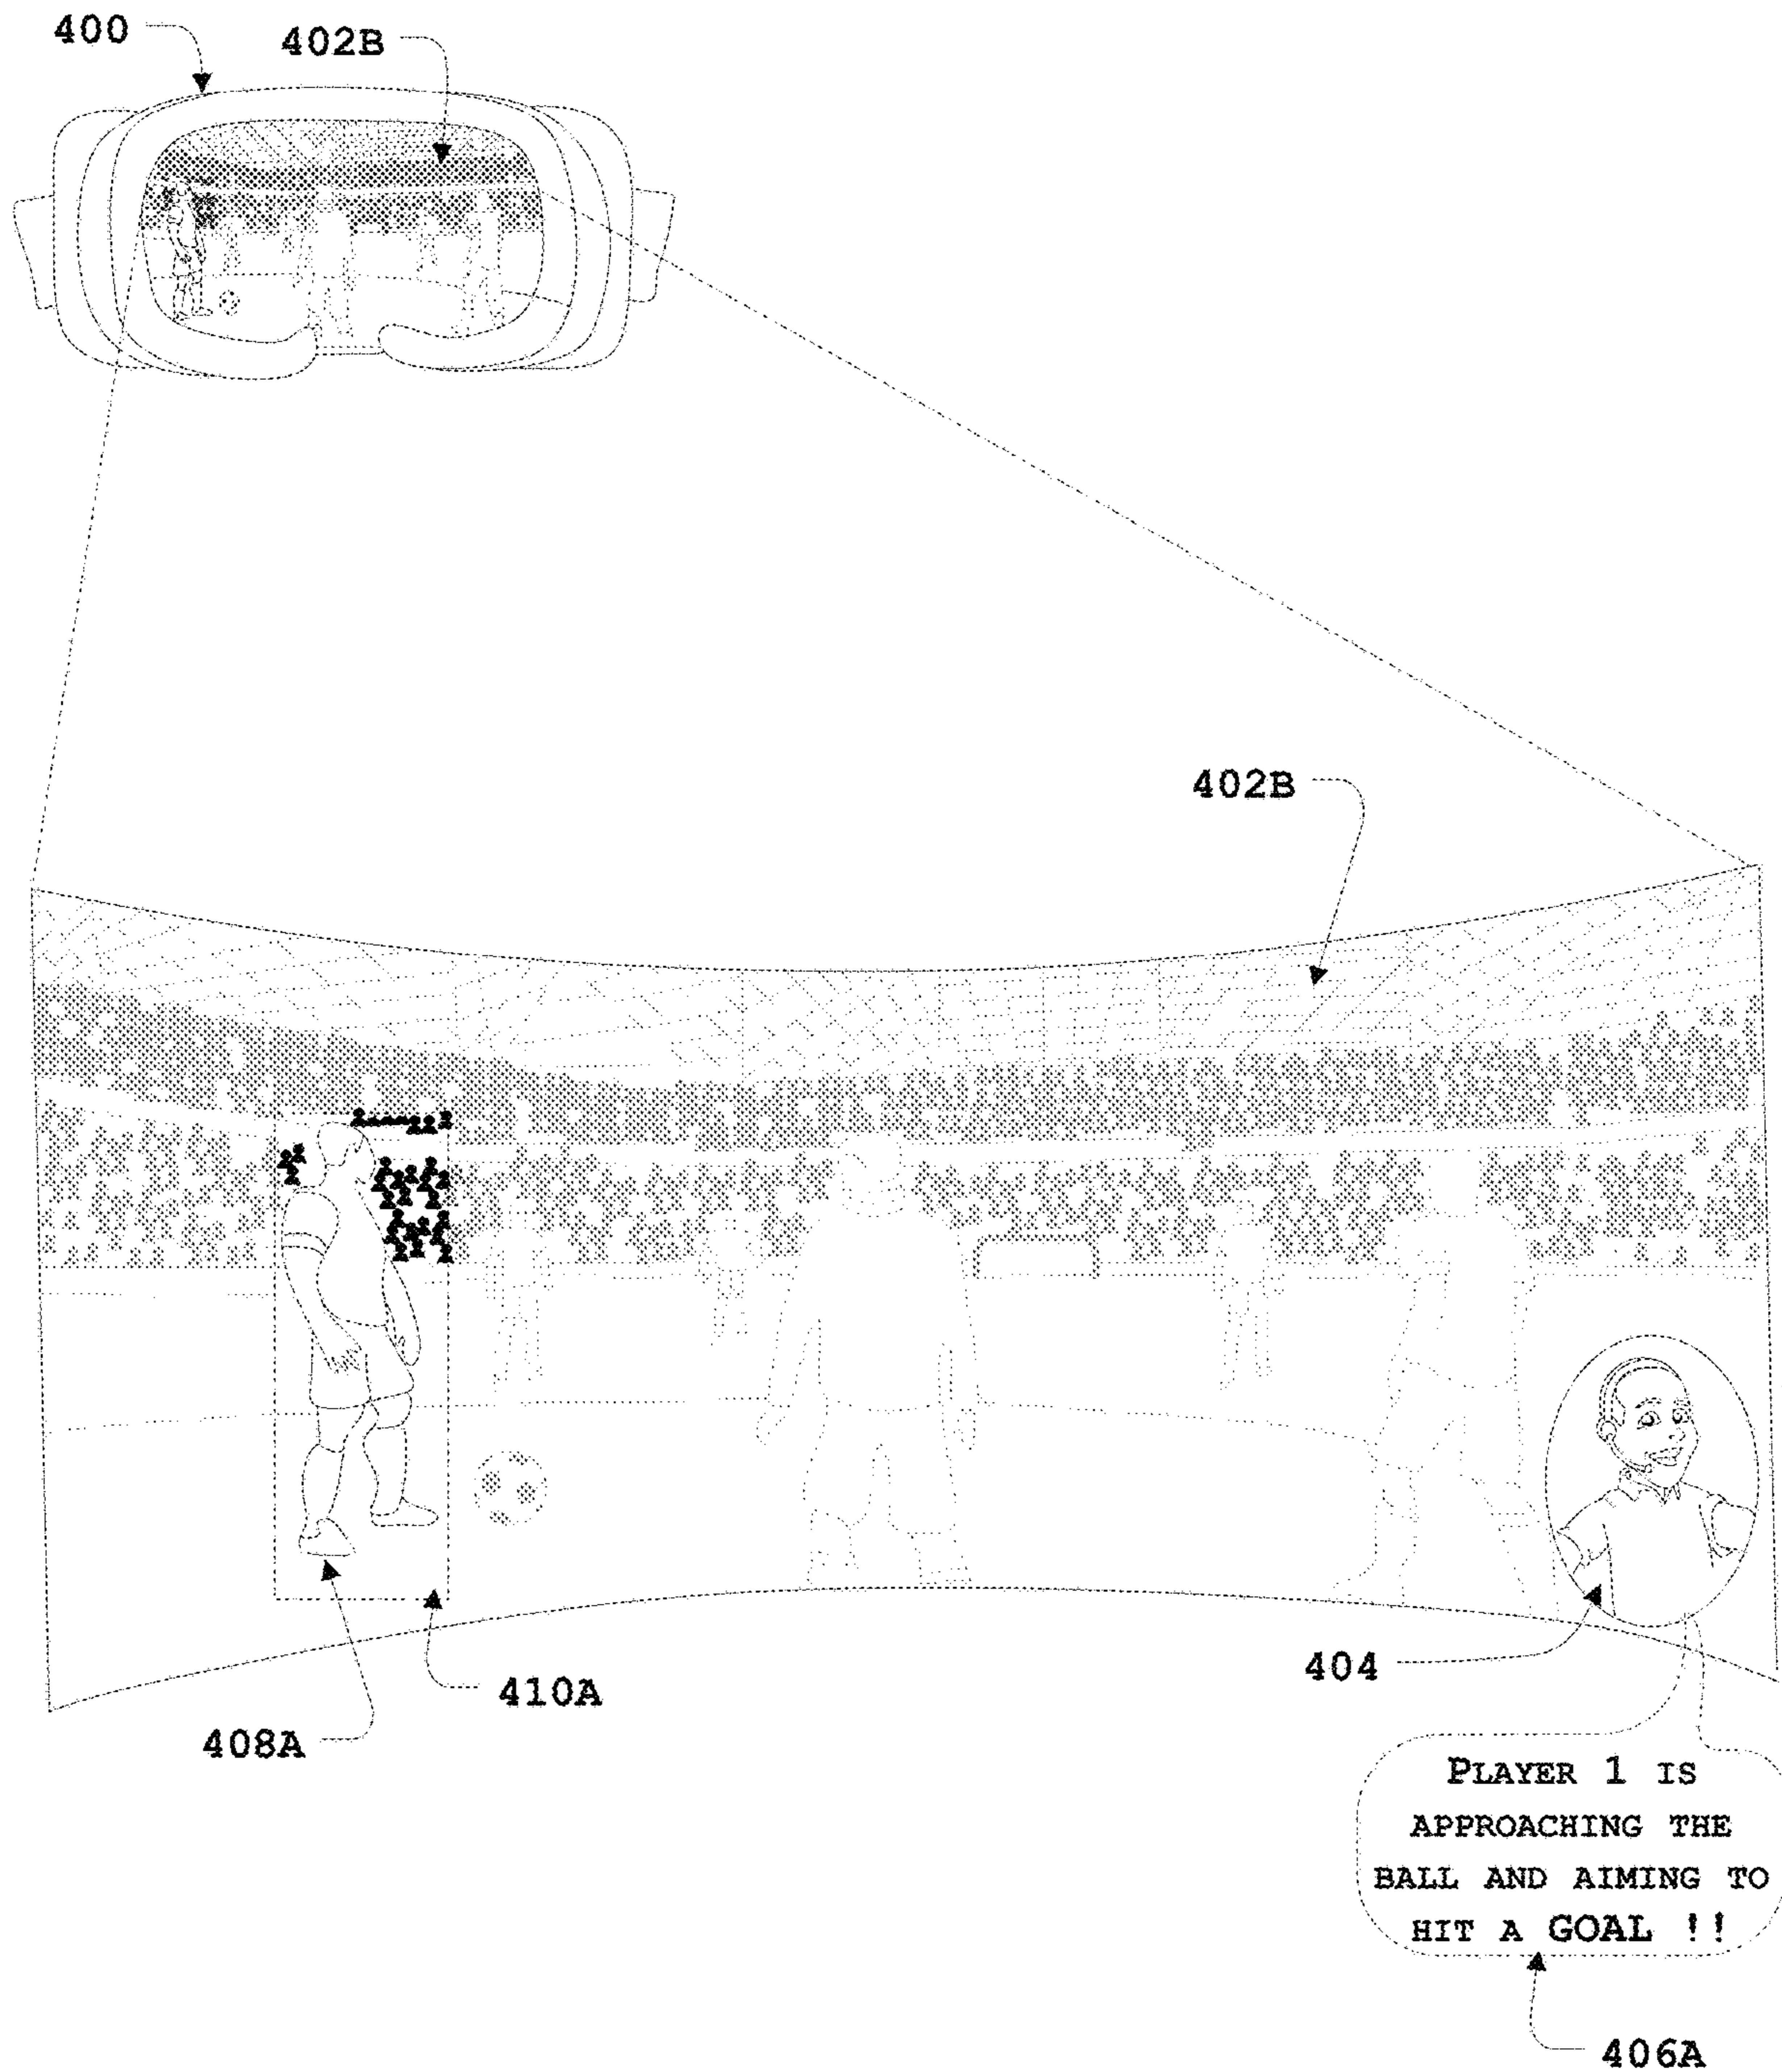 400
402B
402B
404
410A
408A
PLAYER 1 IS
APPROACHING THE
BALL AND AIMING TO
HIT A GOAL !!
406A